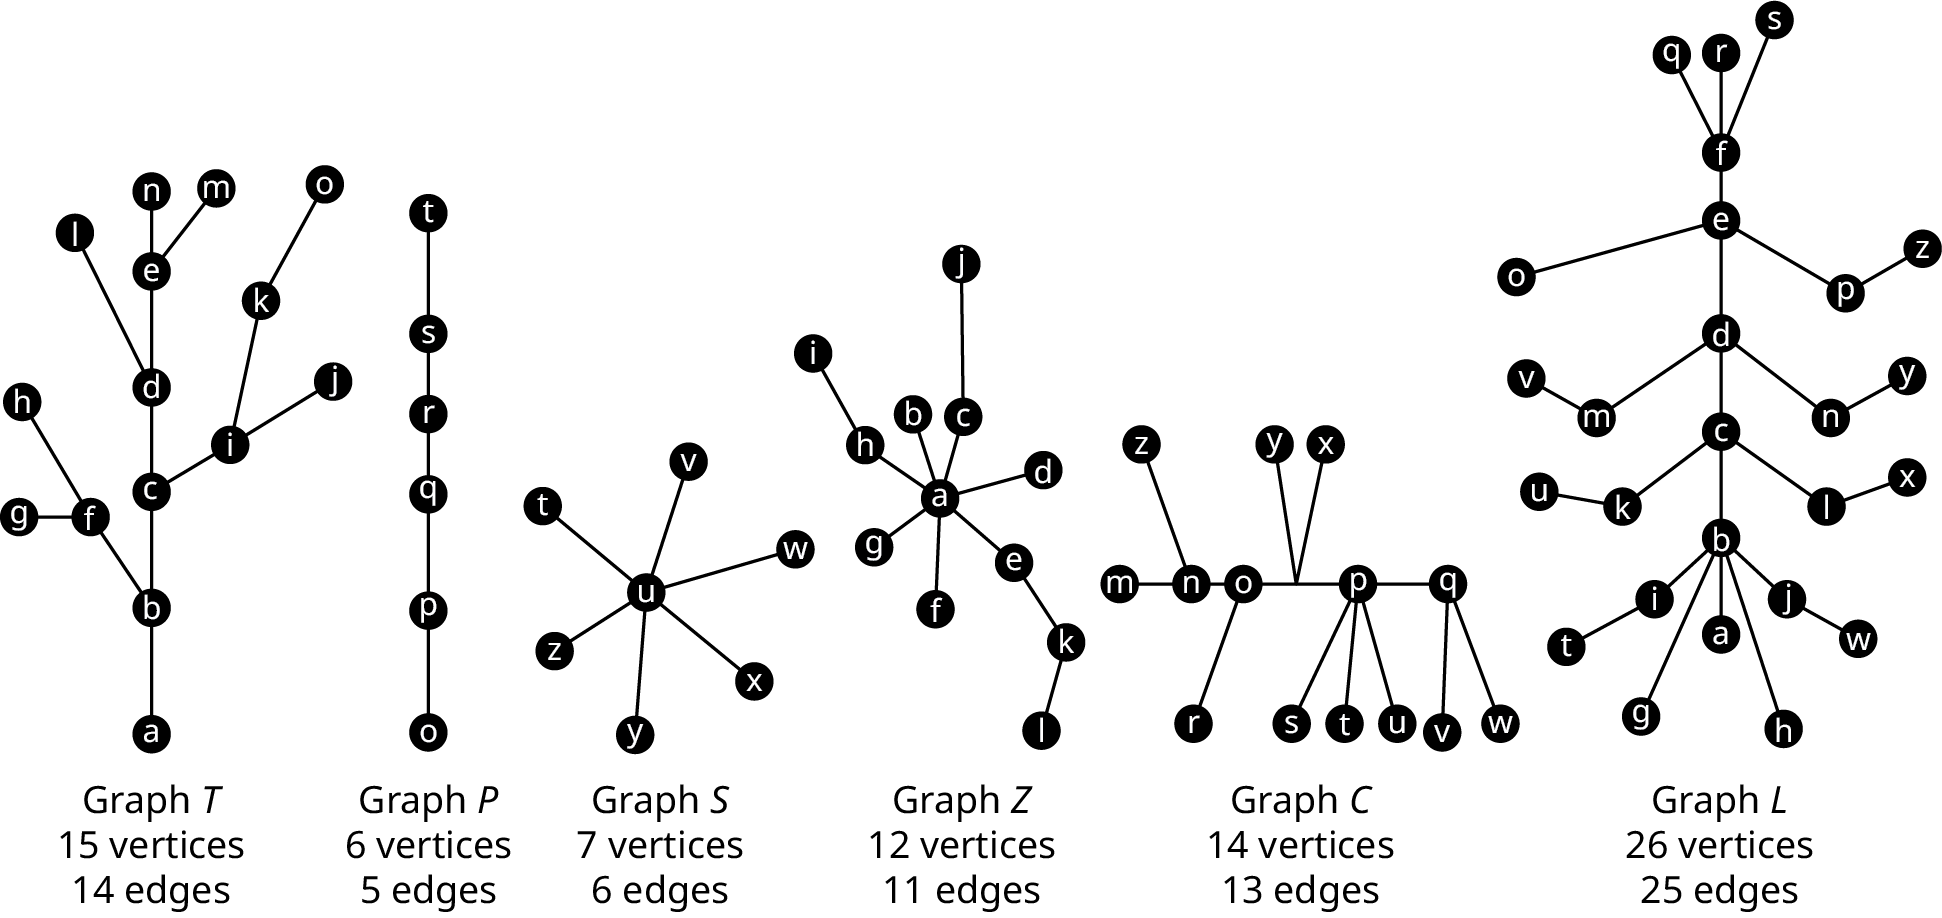 s
q r
f
n m o
t
e
l
z
j
o
e
p
k
s
d
i
v y
d
h
r
b c
m n
c
i
j
v
z y x
h
d
u x
c
q
a
k l
g f
t
b
w
g
e
m n o p q
i j
b
p
u
f
t w
z
k
a
x
g
r s t u v w
h
a
o
y
l
Graph T
15 vertices
14 edges
Graph P
6 vertices
5 edges
Graph S
7 vertices
6 edges
Graph Z
12 vertices
11 edges
Graph C
14 vertices
13 edges
Graph L
26 vertices
25 edges